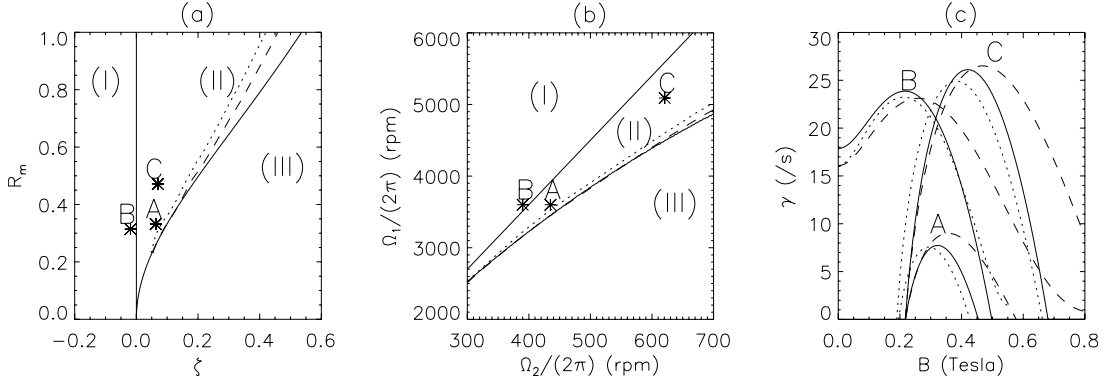 (a)
1.0
0.8
0.6
0.4
0.2
0.0
R_m
(I)
(II)
(III)
C
B
A
-0.2 0.0 0.2 0.4 0.6
ζ
(b)
6000
5000
4000
3000
2000
Ω₁/(2π) (rpm)
(I)
C
(II)
B
A
(III)
300 400 500 600 700
Ω₂/(2π) (rpm)
(c)
30
25
20
15
10
5
0
γ (/s)
C
B
A
0.0 0.2 0.4 0.6 0.8
B (Tesla)